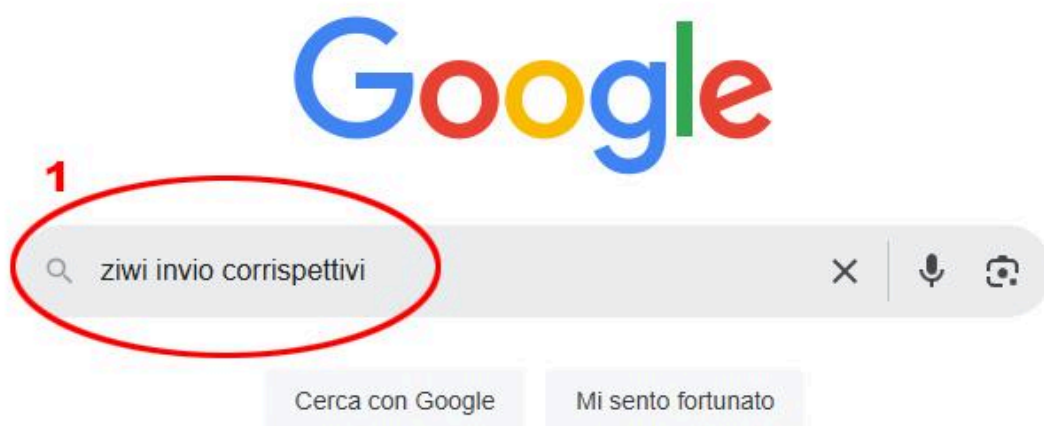 Google
1
ziwi invio corrispettivi
Cerca con Google
Mi sento fortunato